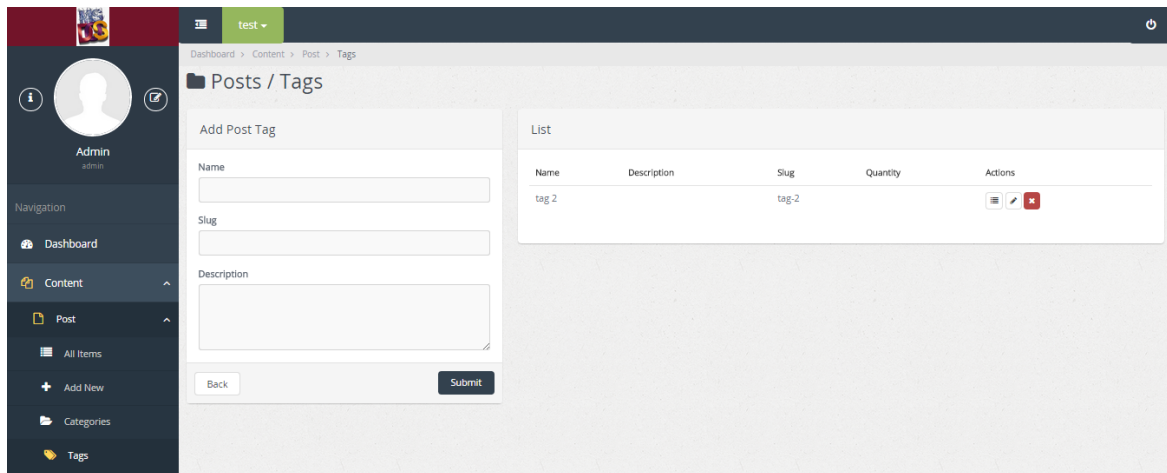 test
Dashboard > Content > Post > Tags
Posts / Tags
Admin
admin
Navigation
Dashboard
Content
Post
All Items
Add New
Categories
Tags
Add Post Tag
Name
Slug
Description
Back Submit
List
Name Description Slug Quantity Actions
tag 2 tag-2